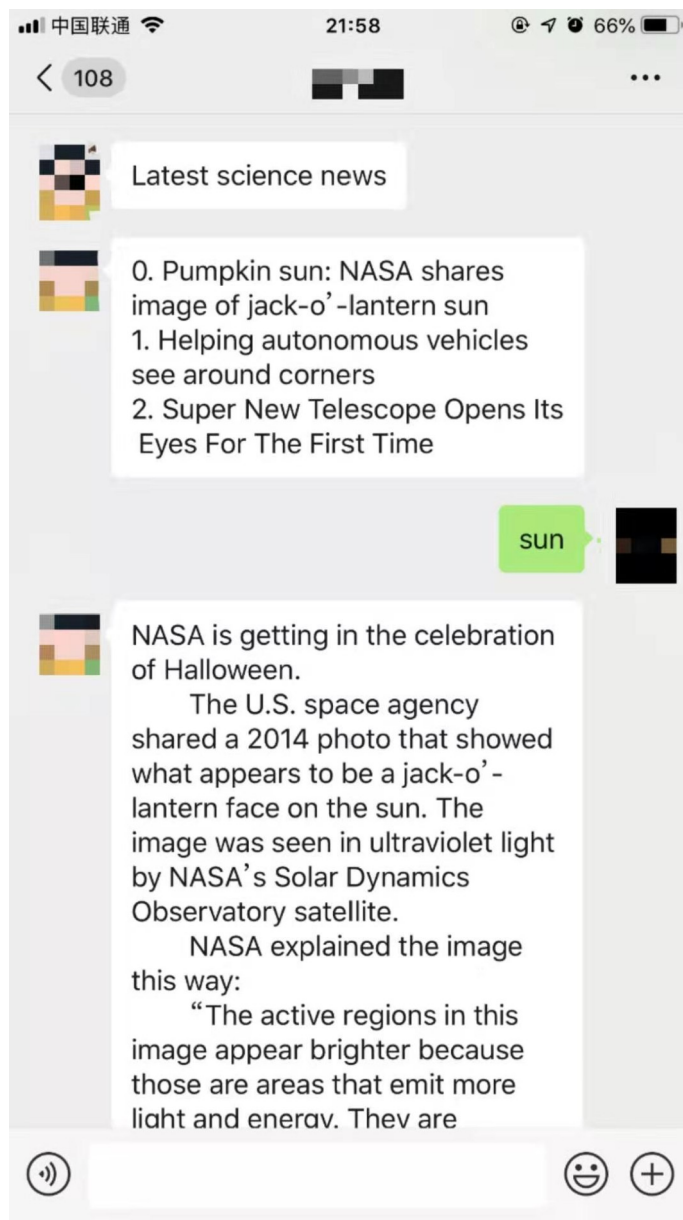 中国联通
21:58
66%
108
Latest science news
0. Pumpkin sun: NASA shares
image of jack-o’-lantern sun
1. Helping autonomous vehicles
see around corners
2. Super New Telescope Opens Its
Eyes For The First Time
sun
NASA is getting in the celebration
of Halloween.
The U.S. space agency
shared a 2014 photo that showed
what appears to be a jack-o’-
lantern face on the sun. The
image was seen in ultraviolet light
by NASA’s Solar Dynamics
Observatory satellite.
NASA explained the image
this way:
“The active regions in this
image appear brighter because
those are areas that emit more
light and energy. They are